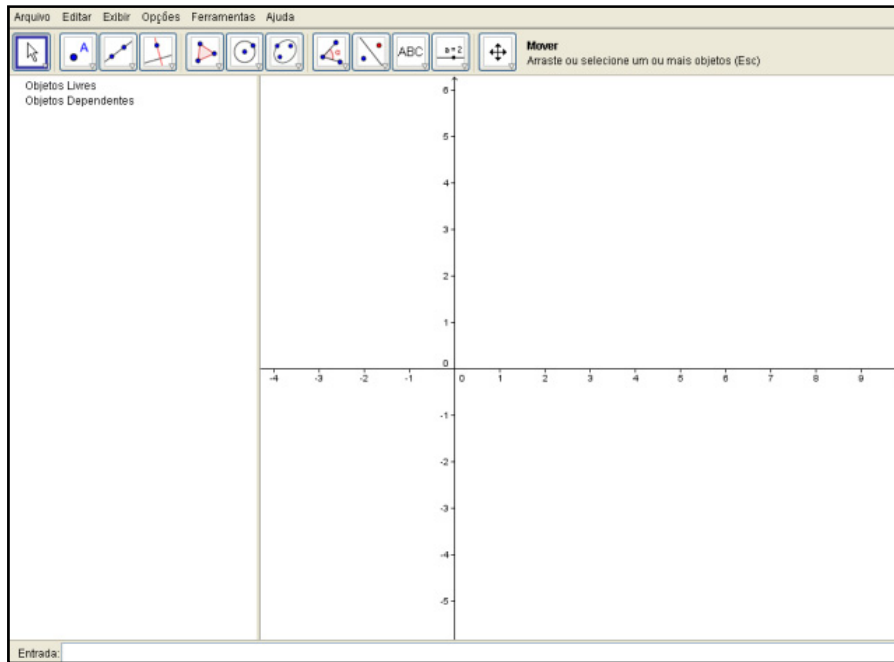 Arquivo Editar Exibir Opções Ferramentas Ajuda
A
α
ABC
a = 2
Mover
Arraste ou selecione um ou mais objetos (Esc)
Objetos Livres
Objetos Dependentes
6
5
4
3
2
1
0
-4 -3 -2 -1 0 1 2 3 4 5 6 7 8 9
-1
-2
-3
-4
-5
Entrada: